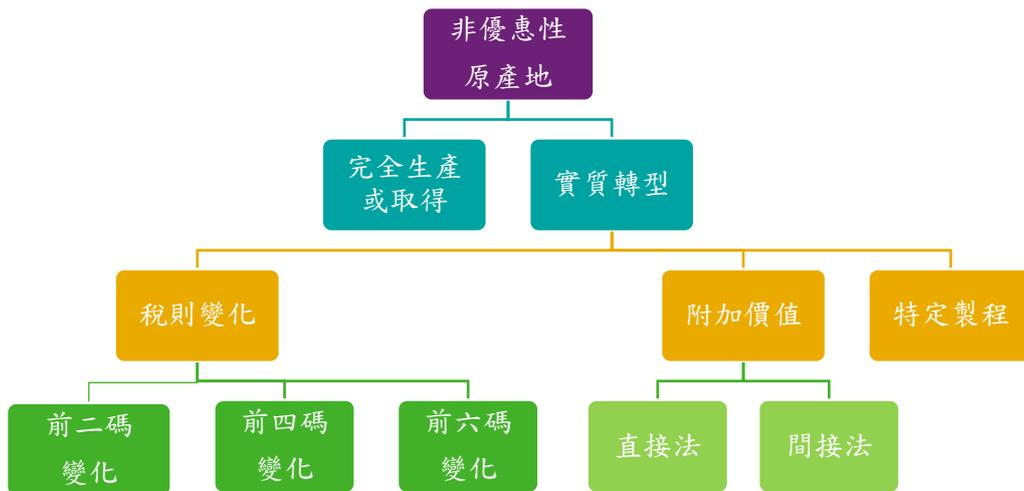 非優惠性
原產地
完全生產
或取得
實質轉型
稅則變化
附加價值
特定製程
前二碼
變化
前四碼
變化
前六碼
變化
直接法
間接法